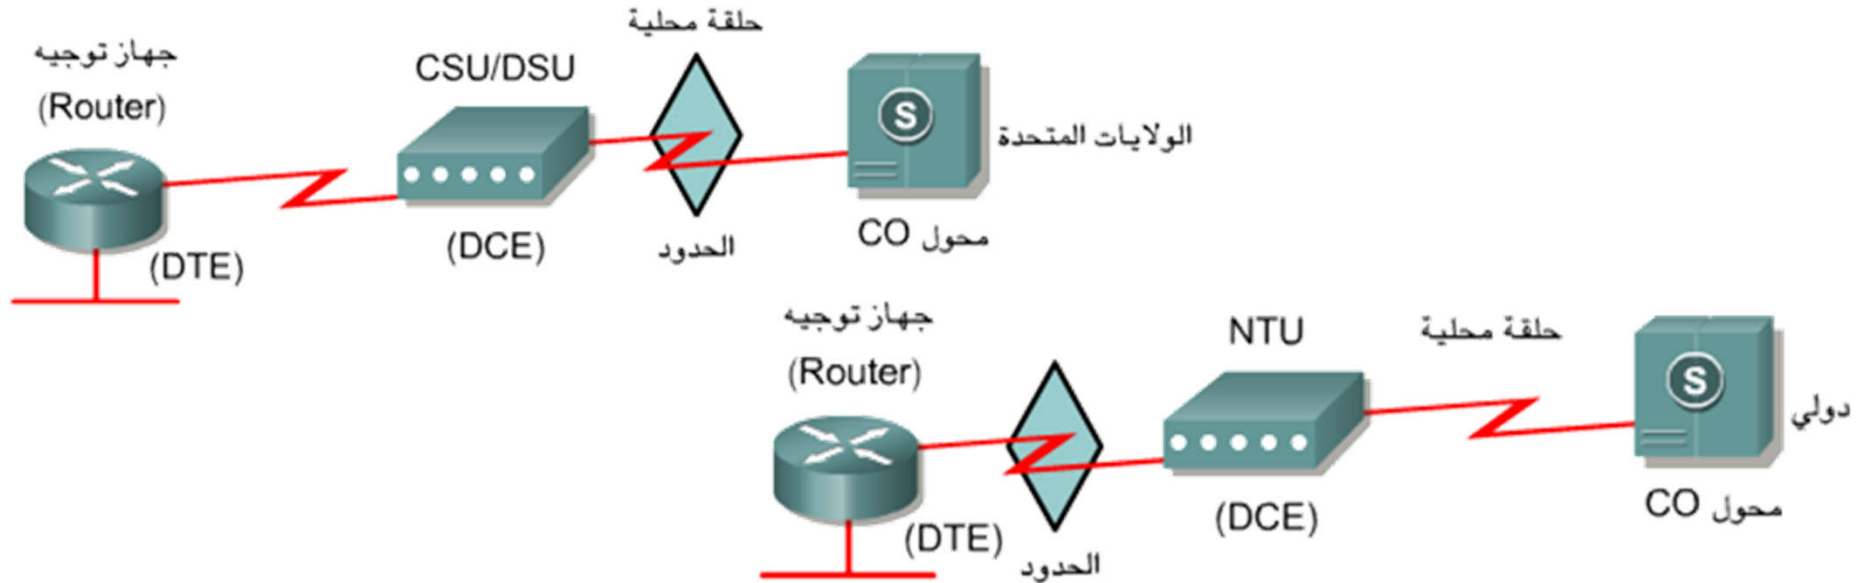 جهاز توجيه
(Router)
(DTE)
CSU/DSU
(DCE)
حلقة محلية
الحدود
S
الولايات المتحدة
محول CO
جهاز توجيه
(Router)
(DTE)
الحدود
NTU
(DCE)
حلقة محلية
S
دولي
محول CO